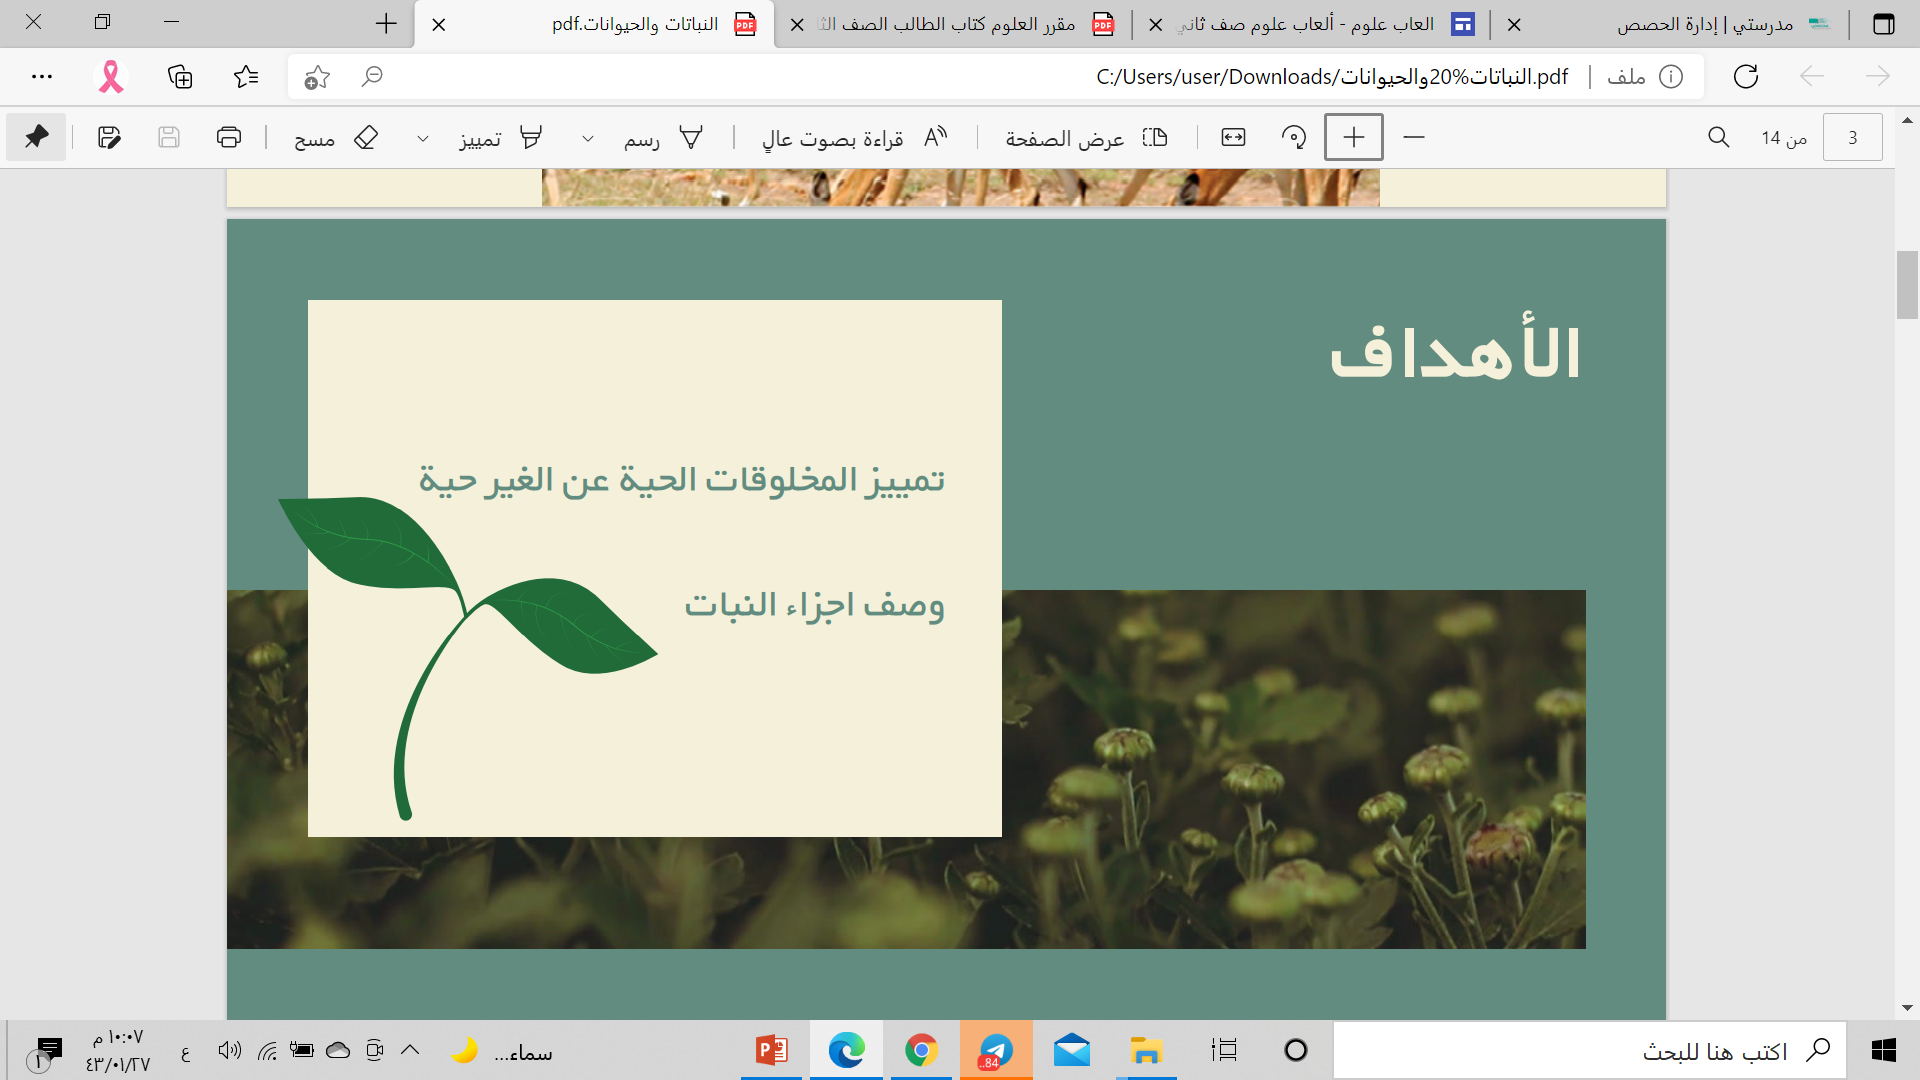 مدرستي | إدارة الحصص
العاب علوم - ألعاب علوم صف ثاني
مقرر العلوم كتاب الطالب الصف الثا
النباتات والحيوانات.pdf
ملف
C:/Users/user/Downloads/النباتات%20والحيوانات.pdf
3
من 14
عرض الصفحة
قراءة بصوت عالٍ
رسم
تمييز
مسح
الأهداف
تمييز المخلوقات الحية عن الغير حية
وصف اجزاء النبات
اكتب هنا للبحث
84..
سماء...
ع
١٠:٠٧ م
٤٣/٠١/٢٧
١